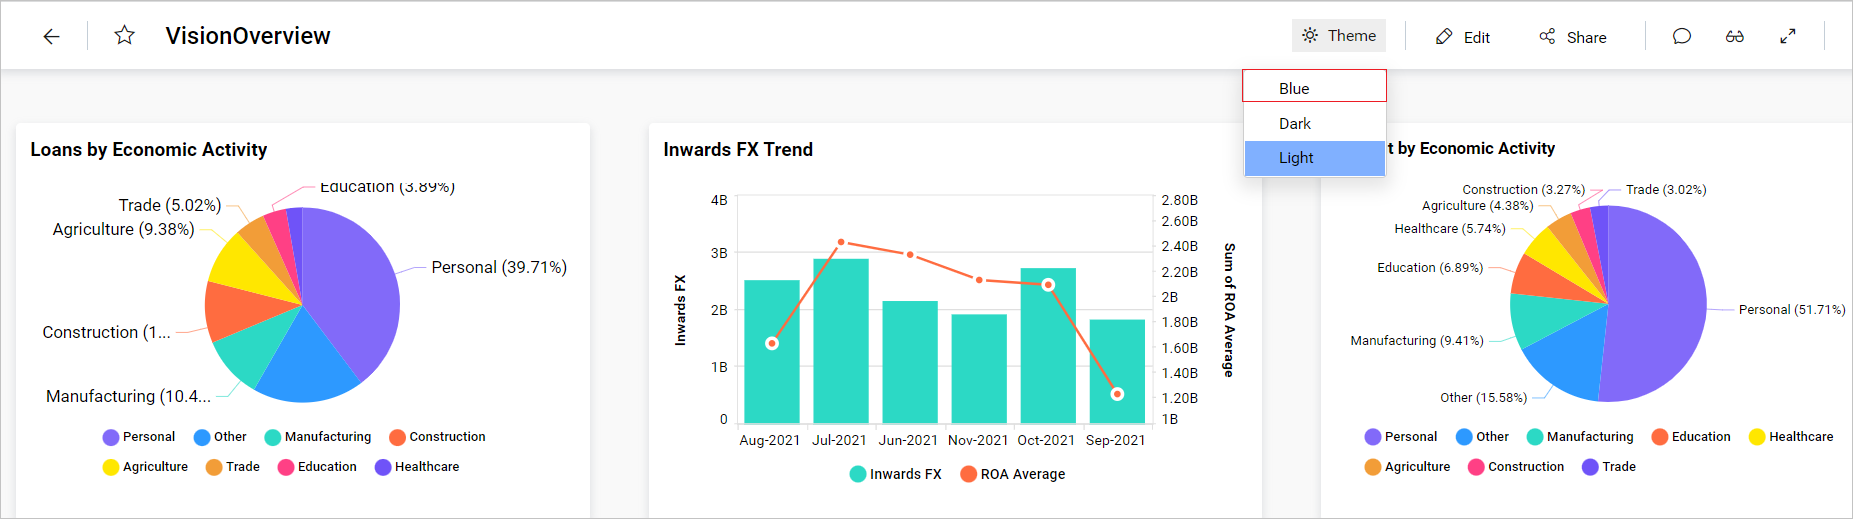 VisionOverview
Theme
Edit
Share
Blue
Dark
Light
Loans by Economic Activity
Education (3.89%)
Trade (5.02%)
Agriculture (9.38%)
Personal (39.71%)
Construction (1...
Manufacturing (10.4...
Personal Other Manufacturing Construction
Agriculture Trade Education Healthcare
Inwards FX Trend
4B
3B
2B
1B
0
Inwards FX
2.80B
2.60B
2.40B
2.20B
2B
1.80B
1.60B
1.40B
1.20B
1B
Sum of ROA Average
Aug-2021 Jul-2021 Jun-2021 Nov-2021 Oct-2021 Sep-2021
Inwards FX ROA Average
t by Economic Activity
Construction (3.27%) Trade (3.02%)
Agriculture (4.38%)
Healthcare (5.74%)
Education (6.89%)
Personal (51.71%)
Manufacturing (9.41%)
Other (15.58%)
Personal Other Manufacturing Education Healthcare
Agriculture Construction Trade